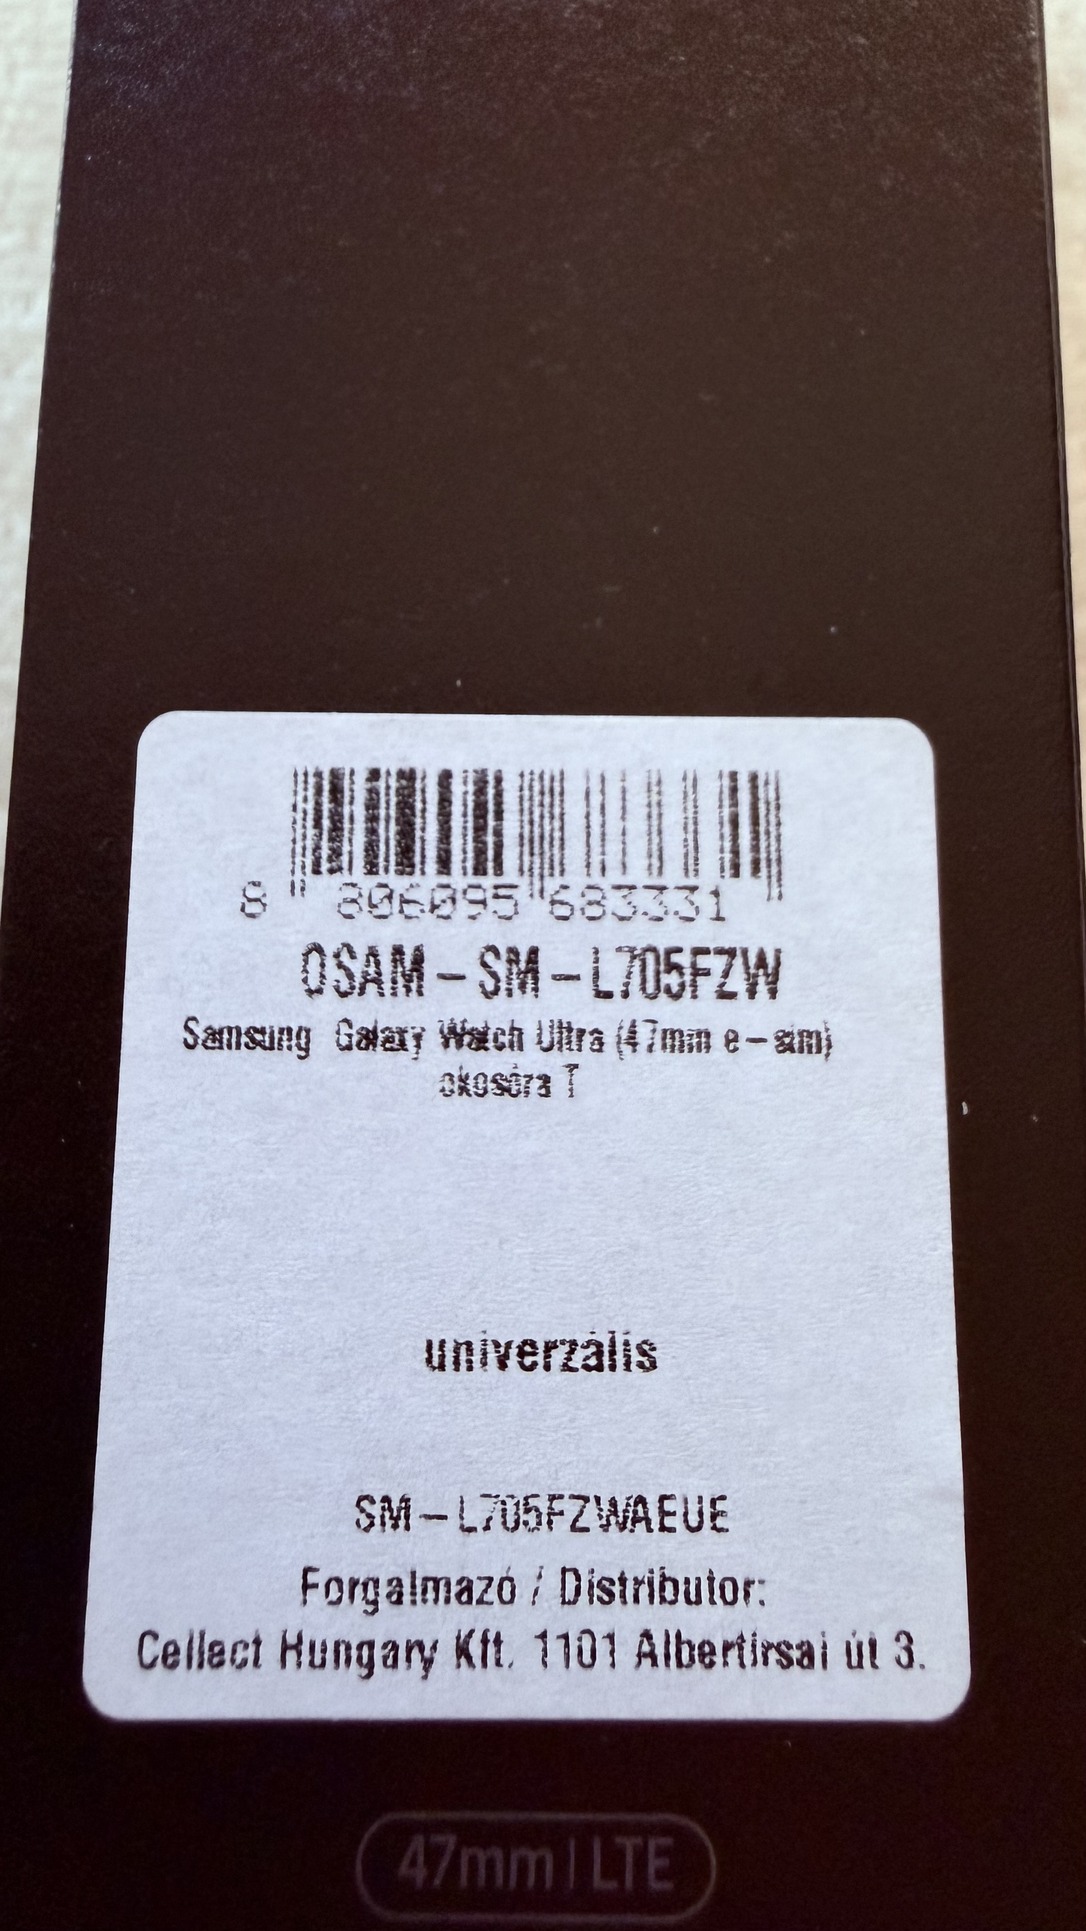 8 806095 683331
OSAM-SM-L705FZW
Samsung Galaxy Watch Ultra (47mm e-sim)
okosóra T
univerzális
SM-L705FZWAEUE
Forgalmazó / Distributor:
Cellect Hungary Kft. 1101 Albertirsai út 3.
47mm | LTE